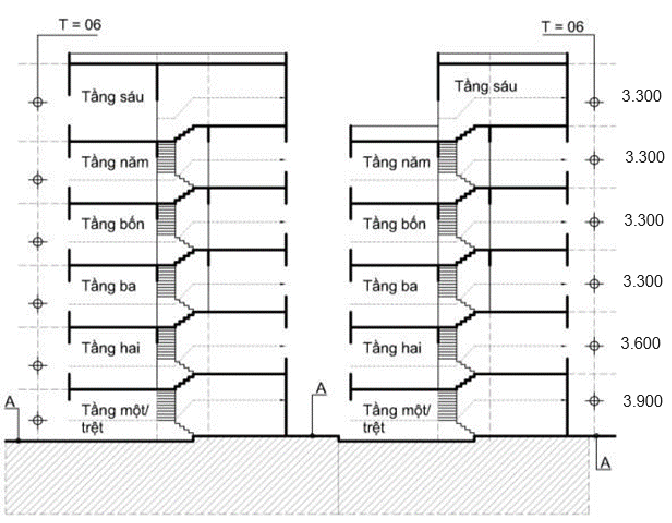 T = 06
T = 06
Tầng sáu
Tầng sáu
3.300
Tầng năm
Tầng năm
3.300
Tầng bốn
Tầng bốn
3.300
Tầng ba
Tầng ba
3.300
Tầng hai
Tầng hai
3.600
A
Tầng một/
trệt
A
Tầng một/
trệt
3.900
A